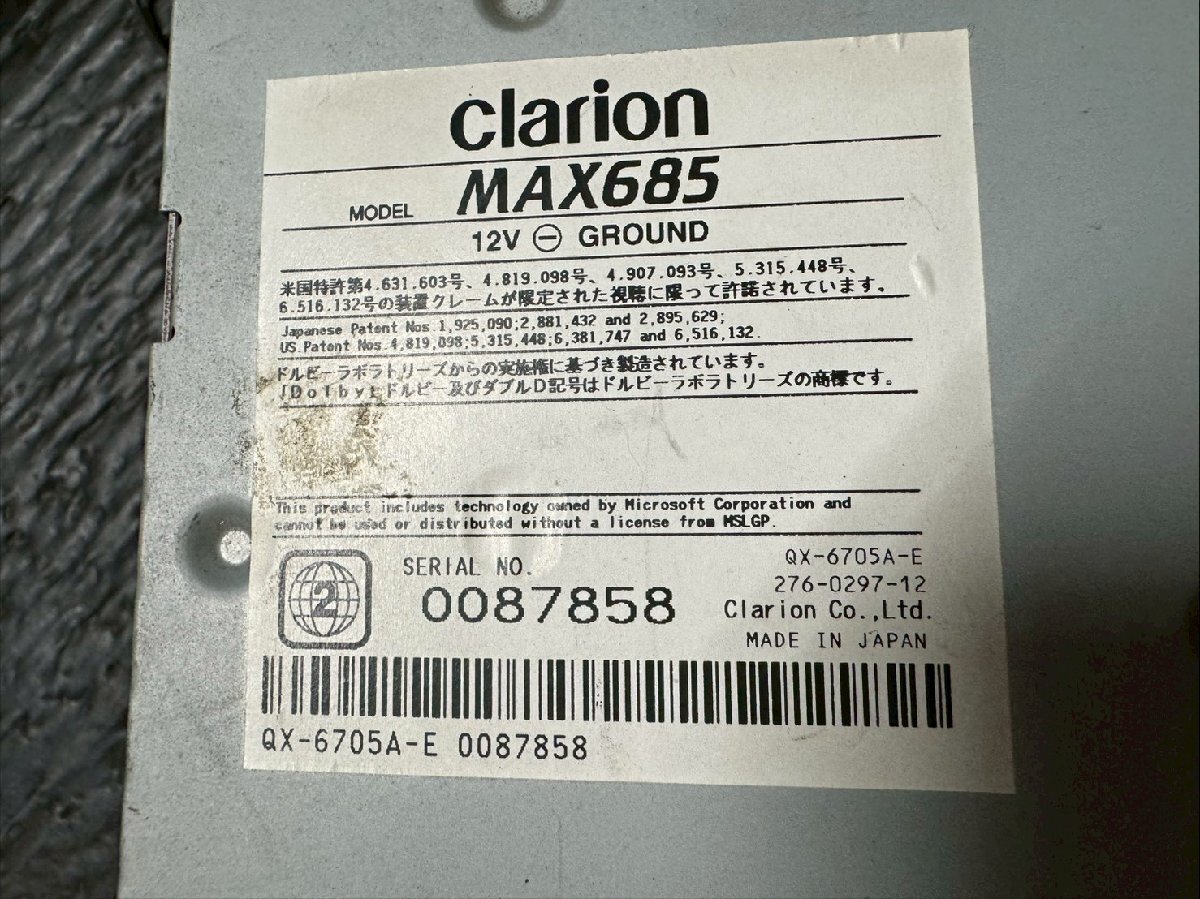 clarion
MODEL MAX685
12V ⊖ GROUND
米国特許第4.631.603号、4.819.098号、4.907.093号、5.315.448号、
6.516.132号の装置クレームが限定された視聴に限って許諾されています。
Japanese Patent Nos.1,925,090;2,881,432 and 2,895,629;
US Patent Nos.4,819,098;5,315,448;6,381,747 and 6,516,132.
ドルビーラボラトリーズからの実施権に基づき製造されています。
「Dolby」ドルビー及びダブルD記号はドルビーラボラトリーズの商標です。
This product includes technology owned by Microsoft Corporation and
cannot be used or distributed without a license from MSLGP.
2
SERIAL NO.
0087858
QX-6705A-E
276-0297-12
Clarion Co.,Ltd.
MADE IN JAPAN
QX-6705A-E 0087858